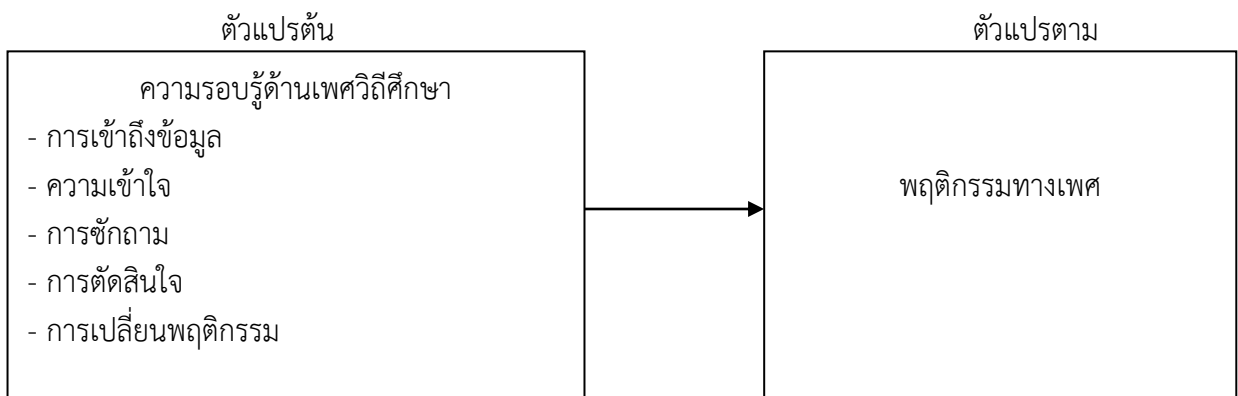 ตัวแปรต้น
ตัวแปรตาม
ความรอบรู้ด้านเพศวิถีศึกษา
- การเข้าถึงข้อมูล
- ความเข้าใจ
- การซักถาม
- การตัดสินใจ
- การเปลี่ยนพฤติกรรม
พฤติกรรมทางเพศ